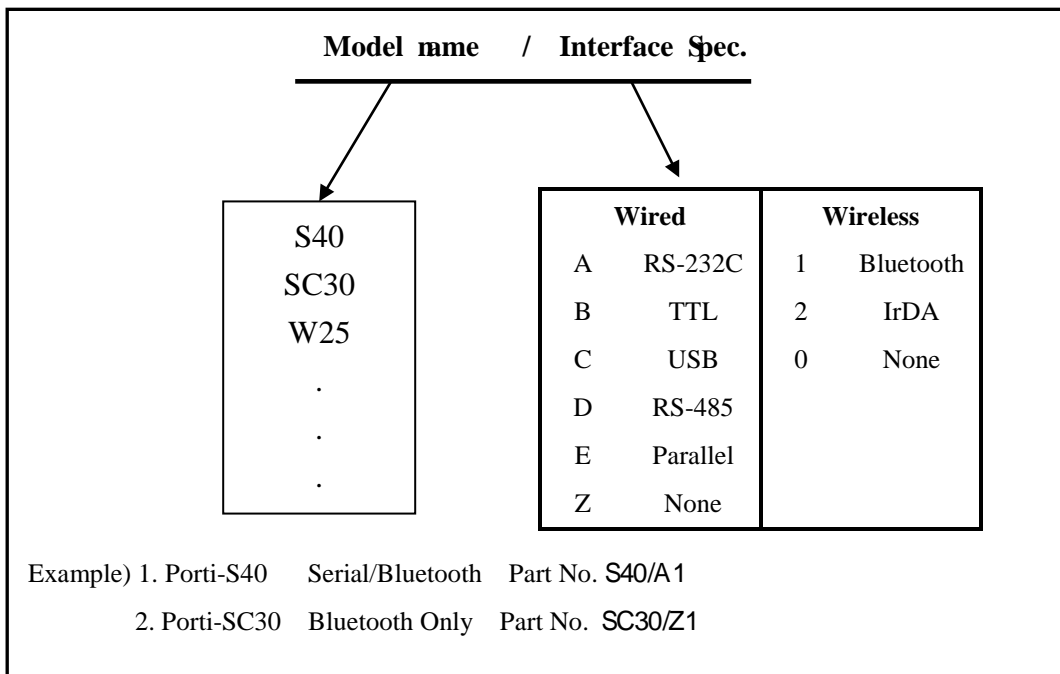 Model name / Interface Spec.
S40
SC30
W25
.
.
.
Wired Wireless
A RS-232C 1 Bluetooth
B TTL 2 IrDA
C USB 0 None
D RS-485
E Parallel
Z None
Example) 1. Porti-S40 Serial/Bluetooth Part No. S40/A1
2. Porti-SC30 Bluetooth Only Part No. SC30/Z1